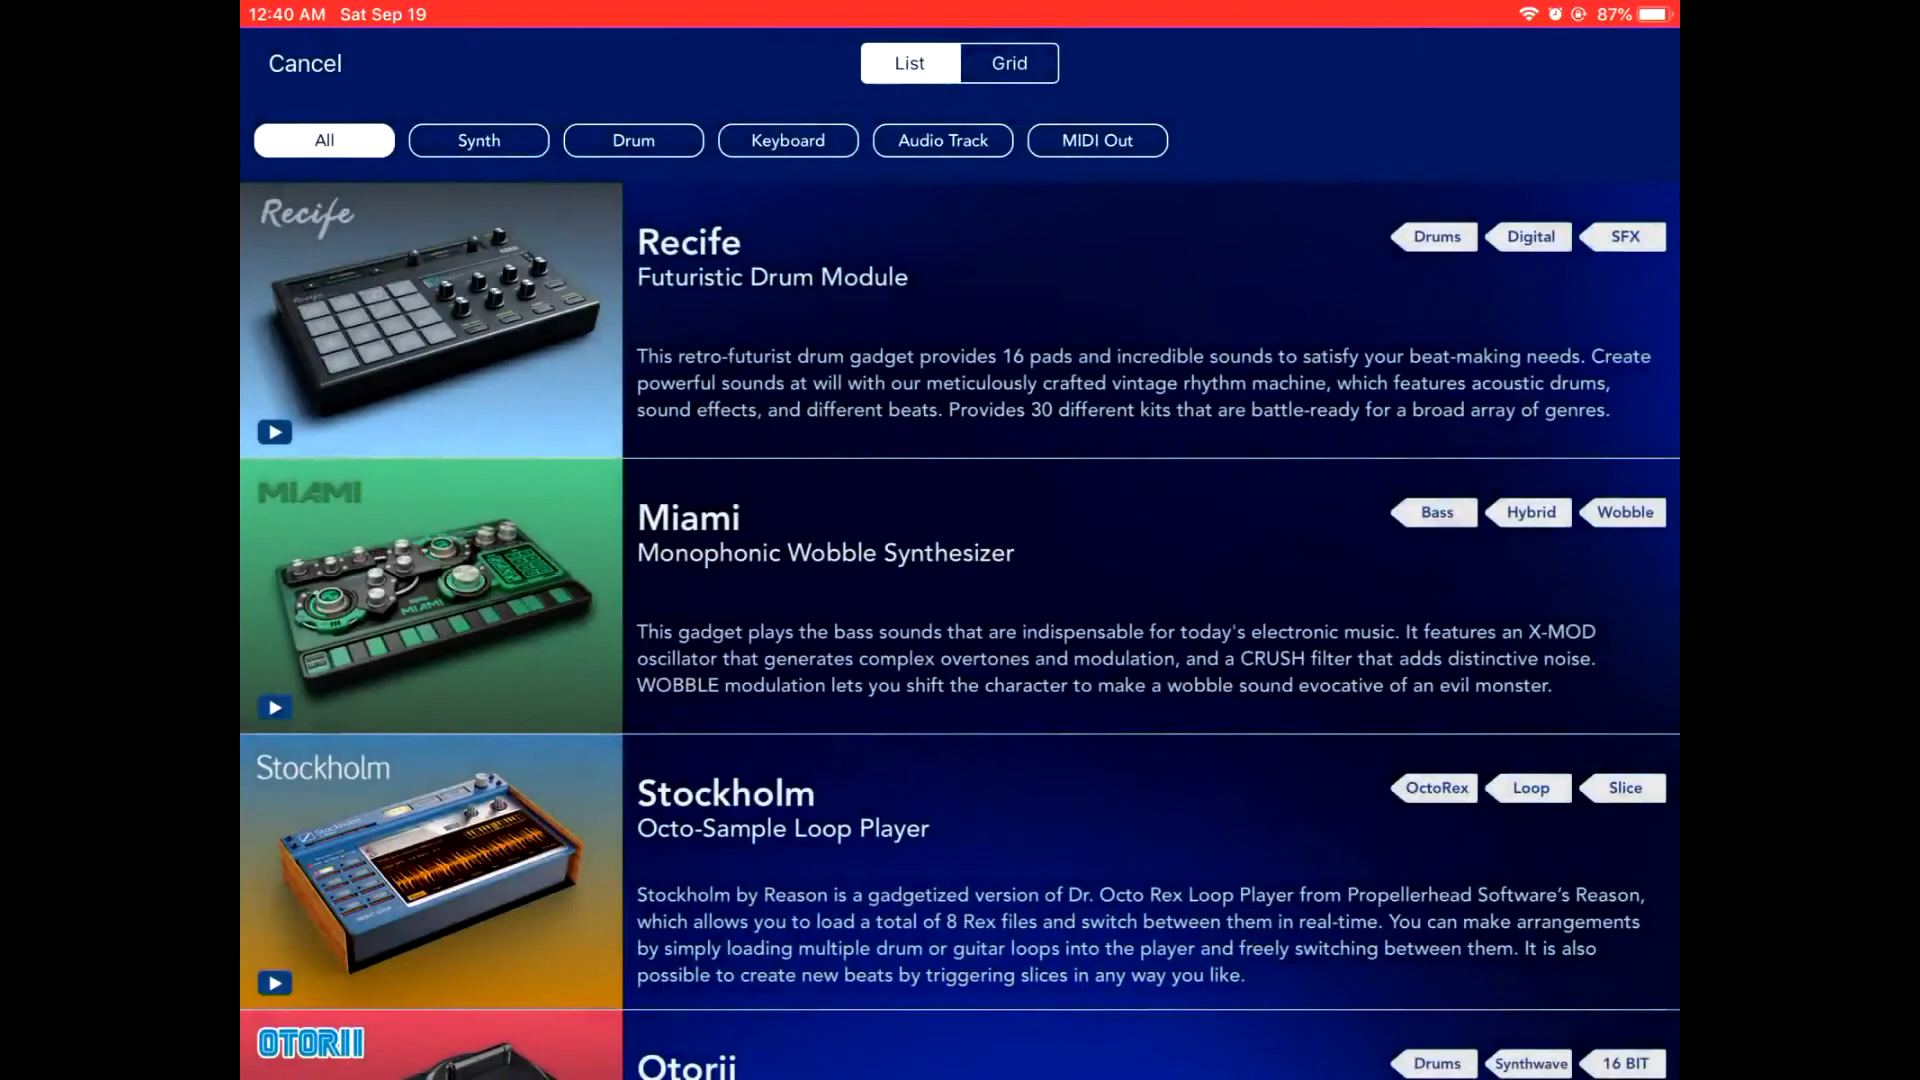 12:40 AM Sat Sep 19
87%
Cancel
List
Grid
All
Synth
Drum
Keyboard
Audio Track
MIDI Out
Recife
Recife
Futuristic Drum Module
Drums
Digital
SFX
This retro-futurist drum gadget provides 16 pads and incredible sounds to satisfy your beat-making needs. Create
powerful sounds at will with our meticulously crafted vintage rhythm machine, which features acoustic drums,
sound effects, and different beats. Provides 30 different kits that are battle-ready for a broad array of genres.
MIAMI
MIAMI
Miami
Monophonic Wobble Synthesizer
Bass
Hybrid
Wobble
This gadget plays the bass sounds that are indispensable for today's electronic music. It features an X-MOD
oscillator that generates complex overtones and modulation, and a CRUSH filter that adds distinctive noise.
WOBBLE modulation lets you shift the character to make a wobble sound evocative of an evil monster.
Stockholm
Stockholm
Stockholm
Octo-Sample Loop Player
OctoRex
Loop
Slice
Stockholm by Reason is a gadgetized version of Dr. Octo Rex Loop Player from Propellerhead Software’s Reason,
which allows you to load a total of 8 Rex files and switch between them in real-time. You can make arrangements
by simply loading multiple drum or guitar loops into the player and freely switching between them. It is also
possible to create new beats by triggering slices in any way you like.
OTORII
Otorii
Drums
Synthwave
16 BIT